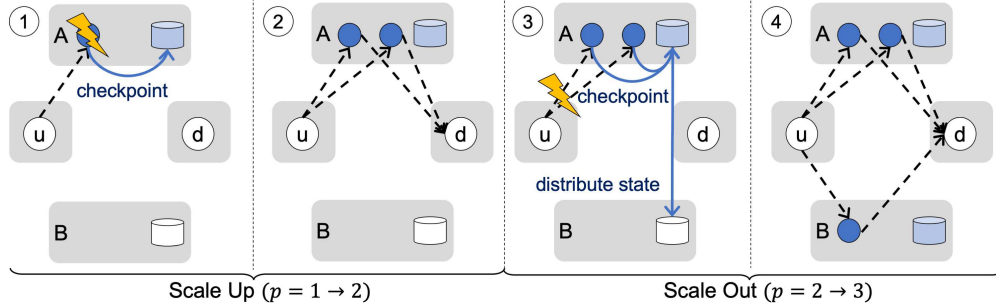 1
A
checkpoint
u
d
B
2
A
u
d
B
3
A
checkpoint
u
d
distribute state
B
4
A
u
d
B
Scale Up (p = 1 → 2)
Scale Out (p = 2 → 3)